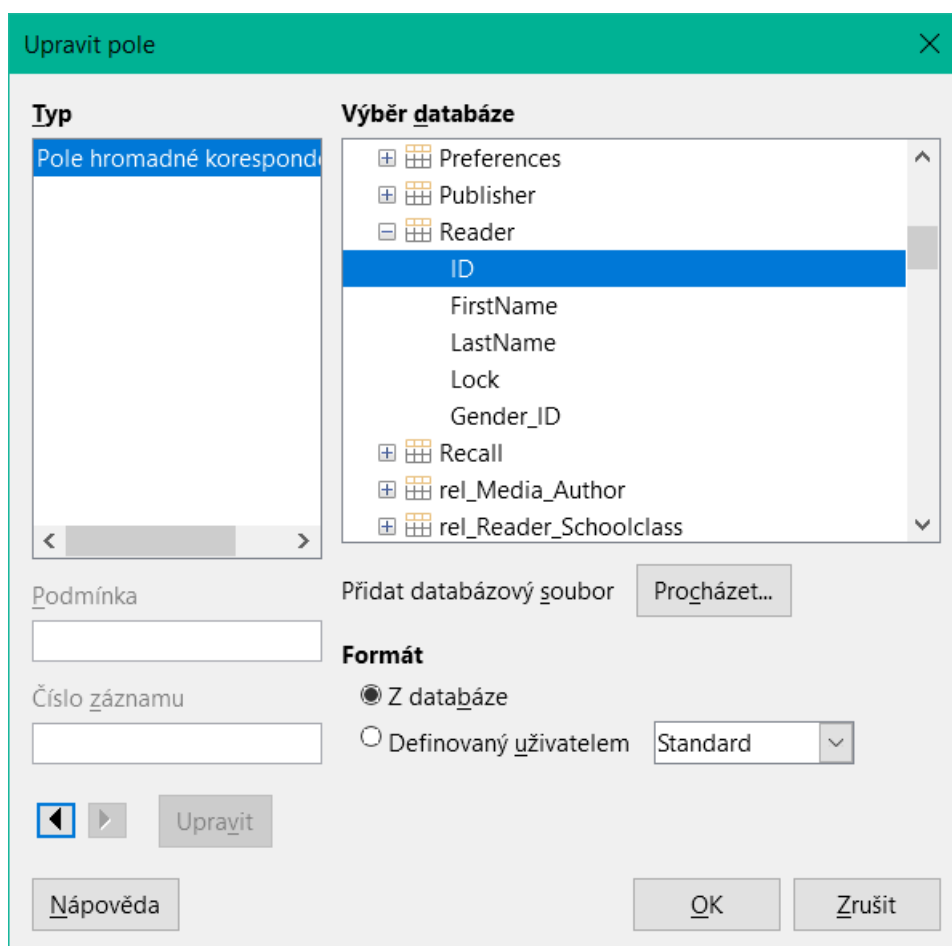 Upravit pole
Typ
Pole hromadné koresponde
Výběr databáze
Preferences
Publisher
Reader
ID
FirstName
LastName
Lock
Gender_ID
Recall
rel_Media_Author
rel_Reader_Schoolclass
Podmínka
Číslo záznamu
Přidat databázový soubor Procházet...
Formát
Z databáze
Definovaný uživatelem Standard
Upravit
Nápověda OK Zrušit